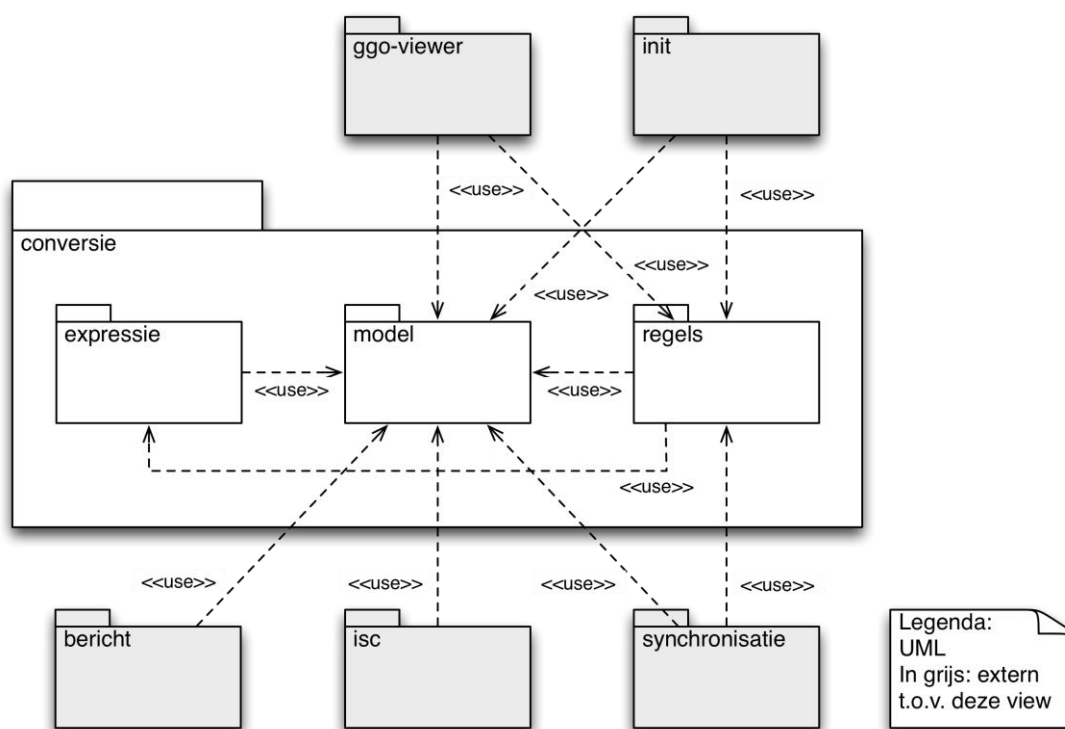 ggo-viewer
init
<<use>>
<<use>>
conversie
<<use>>
<<use>>
expressie
model
regels
<<use>>
<<use>>
<<use>>
<<use>>
<<use>>
<<use>>
<<use>>
bericht
isc
synchronisatie
Legenda:
UML
In grijs: extern
t.o.v. deze view